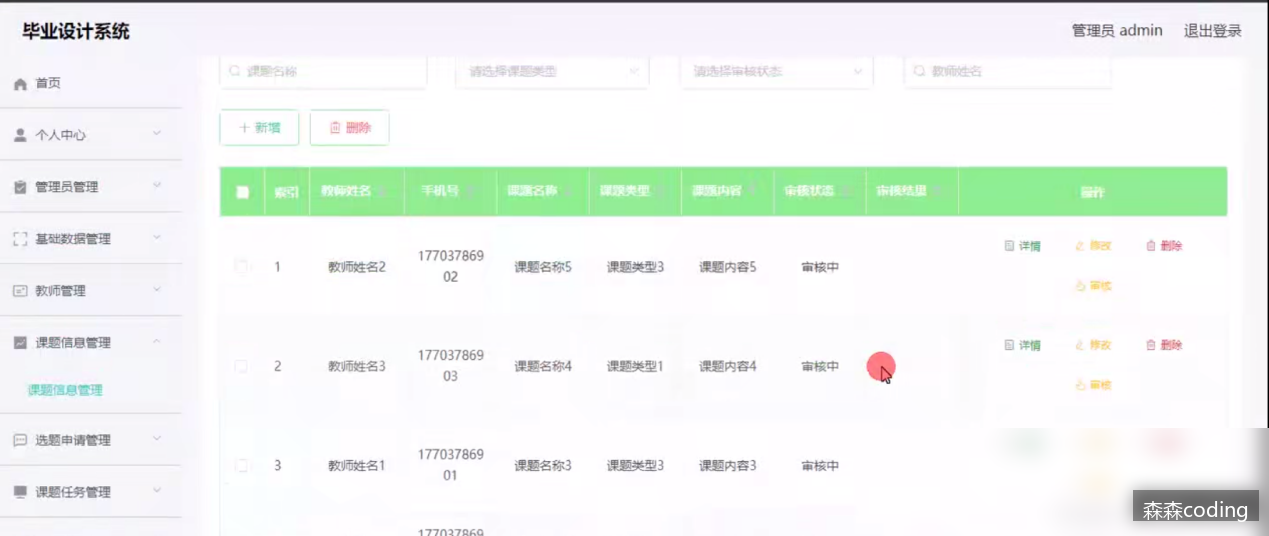 毕业设计系统
管理员 admin 退出登录
首页
个人中心
管理员管理
基础数据管理
教师管理
课题信息管理
课题信息管理
选题申请管理
课题任务管理
课题名称 请选择课题类型 请选择审核状态 教师姓名
新增 删除
索引 教师姓名 手机号 课题名称 课题类型 课题内容 审核状态 审核结果 操作
1 教师姓名2 177037869
02 课题名称5 课题类型3 课题内容5 审核中 详情 修改 删除
审核
2 教师姓名3 177037869
03 课题名称4 课题类型1 课题内容4 审核中 详情 修改 删除
审核
3 教师姓名1 177037869
01 课题名称3 课题类型3 课题内容3 审核中
177037869
森森coding